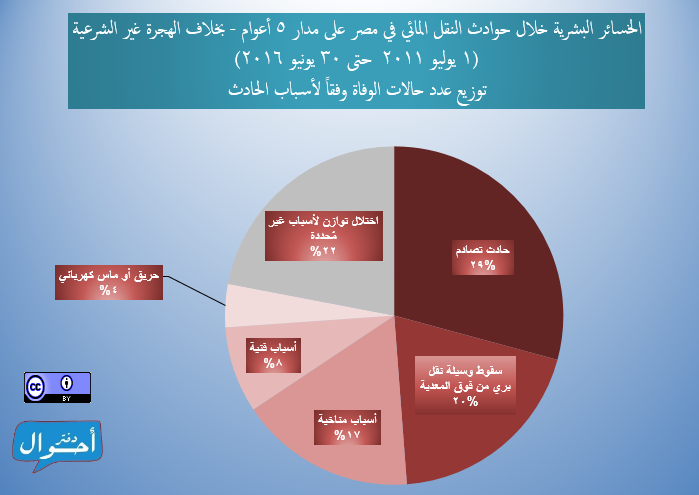 الخسائر البشرية خلال حوادث النقل المائي في مصر على مدار ٥ أعوام - بخلاف الهجرة غير الشرعية
(١ يوليو ٢٠١١ حتى ٣٠ يونيو ٢٠١٦)
توزيع عدد حالات الوفاة وفقاً لأسباب الحادث
اختلال توازن لأسباب غير
مُحددة
%٢٢
حادث تصادم
٢٩%
حريق أو ماس كهربائي
%٤
أسباب فنية
%٨
سقوط وسيلة نقل
بري من فوق المعدية
٢٠%
أسباب مناخية
%١٧
cc
BY
دفتر
أحوال